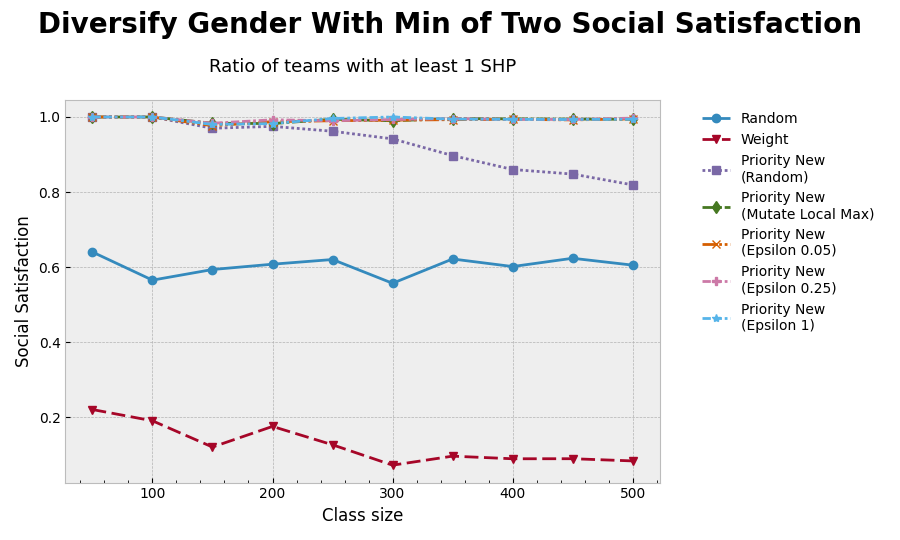 Diversify Gender With Min of Two Social Satisfaction
Ratio of teams with at least 1 SHP
Social Satisfaction
1.0
0.8
0.6
0.4
0.2
100
200
300
400
500
Class size
Random
Weight
Priority New
(Random)
Priority New
(Mutate Local Max)
Priority New
(Epsilon 0.05)
Priority New
(Epsilon 0.25)
Priority New
(Epsilon 1)